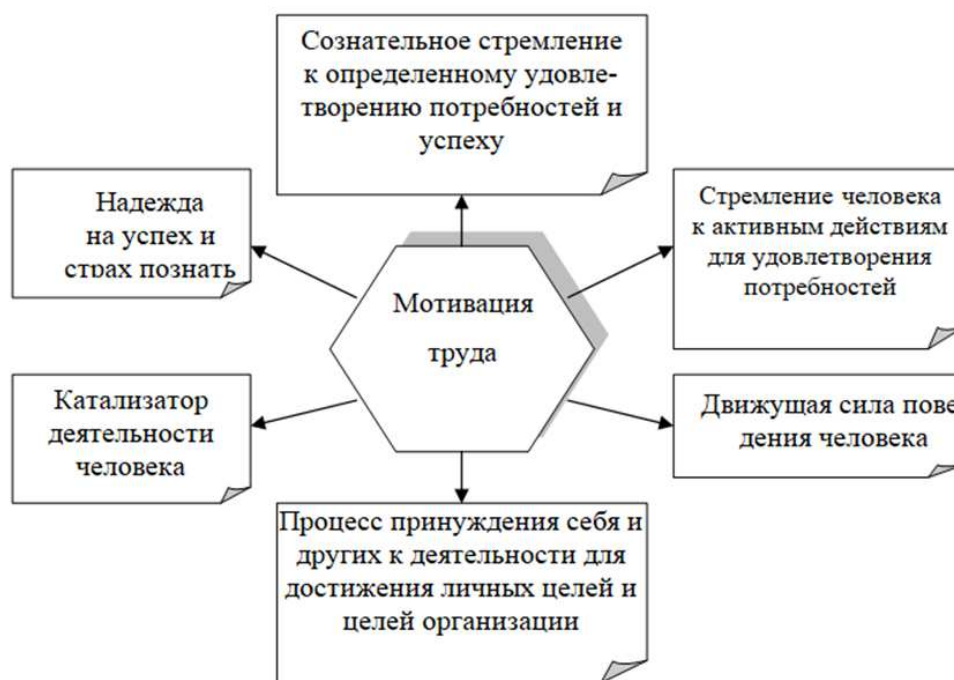 Сознательное стремление
к определенному удовле-
творению потребностей и
успеху
Надежда
на успех и
страх познать
Стремление человека
к активным действиям
для удовлетворения
потребностей
Мотивация
труда
Катализатор
деятельности
человека
Движущая сила пове
дения человека
Процесс принуждения себя и
других к деятельности для
достижения личных целей и
целей организации